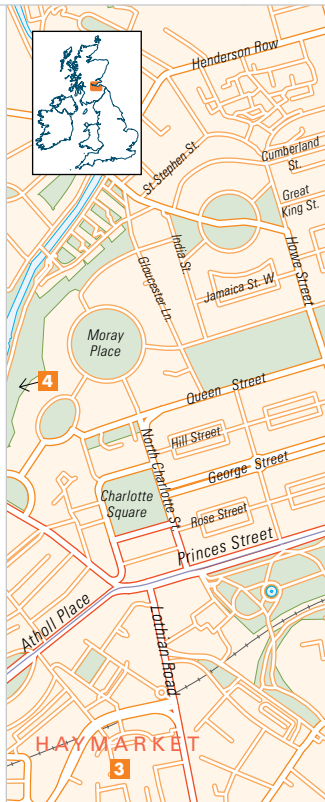 Henderson Row
Cumberland
St.
St Stephen St.
Great
King St.
India St.
Howe Street
Gloucester Ln.
Jamaica St. W
Moray
Place
4
Queen Street
North Charlotte St.
Hill Street
George Street
Charlotte
Square
Rose Street
Princes Street
Atholl Place
Lothian Road
HAYMARKET
3